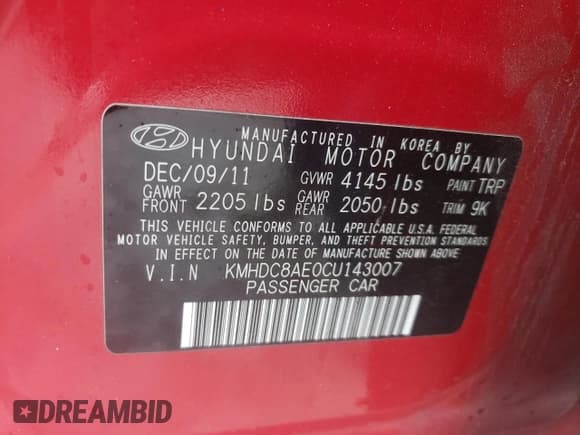 MANUFACTURED IN KOREA BY
HYUNDAI MOTOR COMPANY
DEC/09/11 GVWR 4145 lbs PAINT TRP
GAWR FRONT 2205 lbs GAWR REAR 2050 lbs TRIM 9K
THIS VEHICLE CONFORMS TO ALL APPLICABLE U.S.A. FEDERAL
MOTOR VEHICLE SAFETY, BUMPER, AND THEFT PREVENTION STANDARDS
IN EFFECT ON THE DATE OF MANUFACTURE SHOWN ABOVE
V.I.N KMHDC8AE0CU143007
PASSENGER CAR
DREAMBID